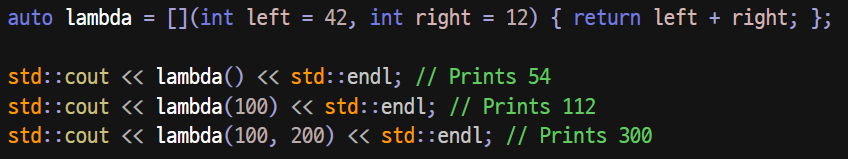 auto lambda = [](int left = 42, int right = 12) { return left + right; };
std::cout << lambda() << std::endl; // Prints 54
std::cout << lambda(100) << std::endl; // Prints 112
std::cout << lambda(100, 200) << std::endl; // Prints 300